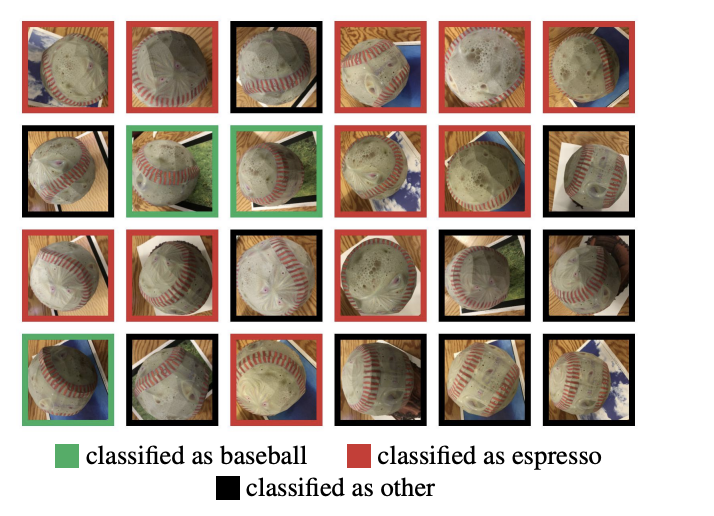 classified as baseball
classified as espresso
classified as other